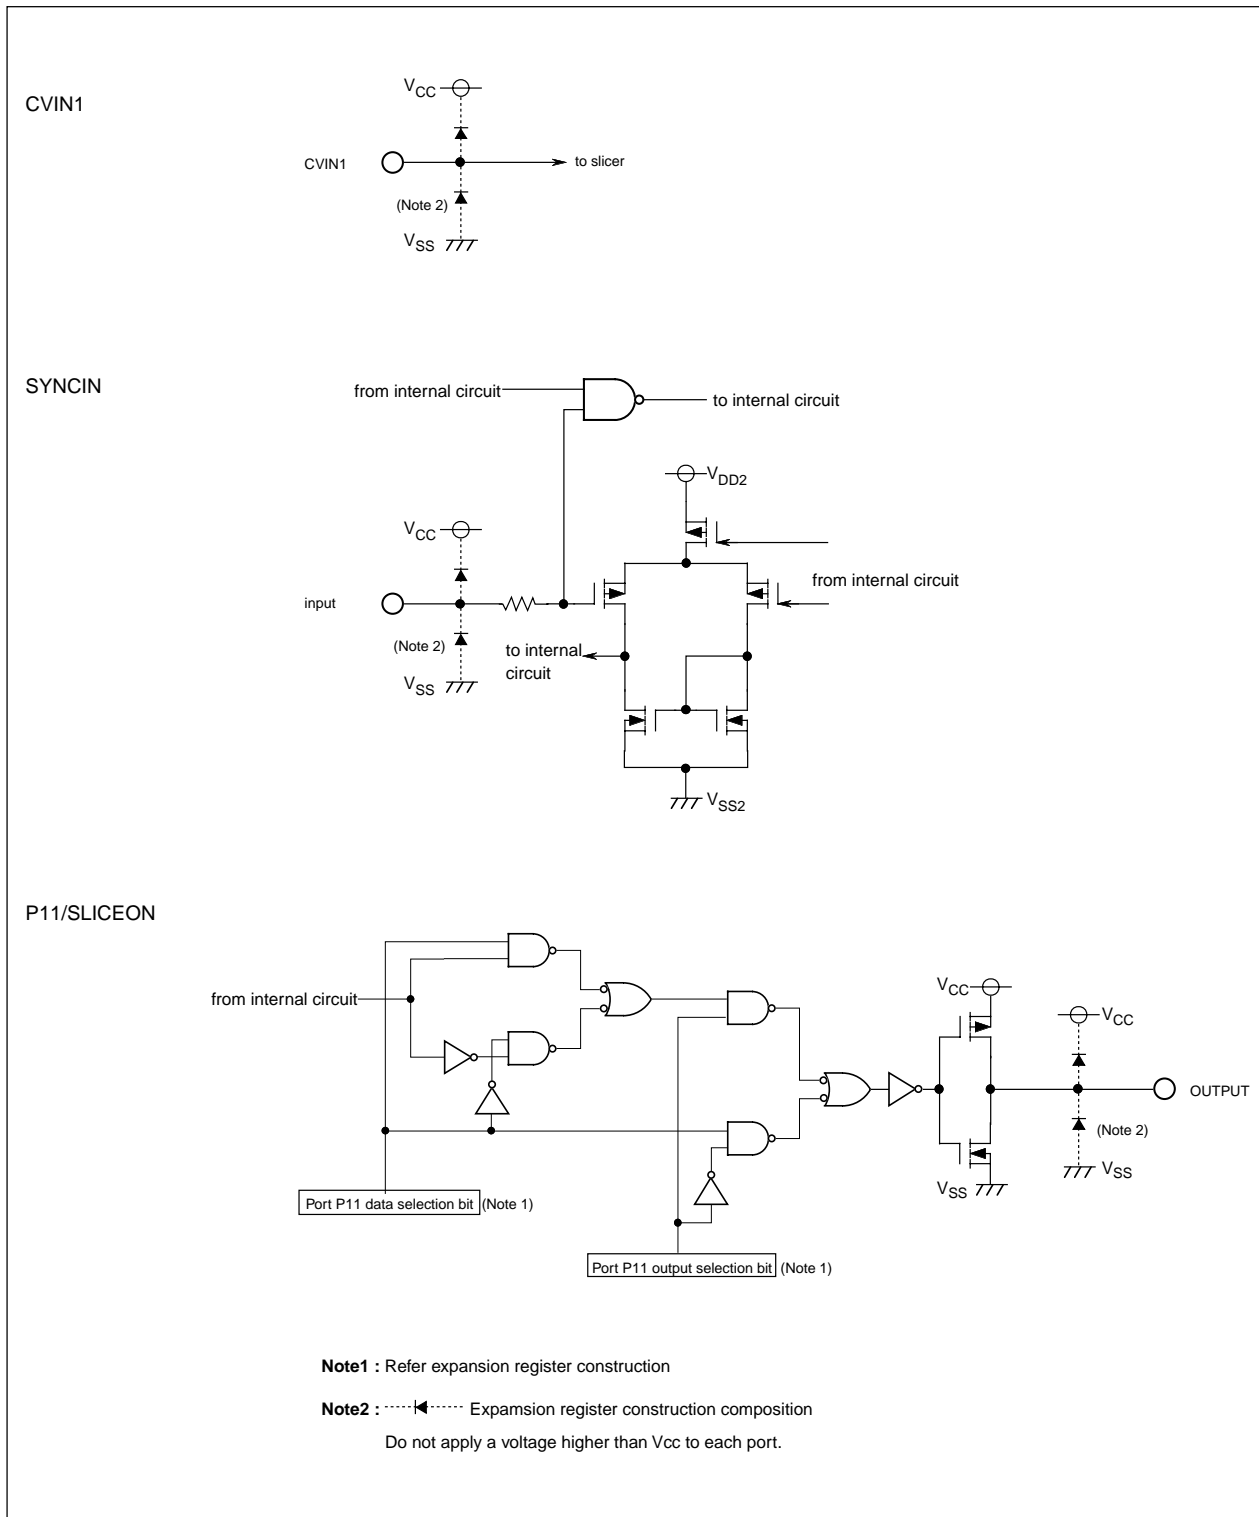 CVIN1
VCC
CVIN1
to slicer
(Note 2)
VSS
SYNCIN
from internal circuit
to internal circuit
VDD2
VCC
from internal circuit
input
(Note 2)
to internal
circuit
VSS
VSS2
P11/SLICEON
from internal circuit
VCC
VCC
OUTPUT
(Note 2)
VSS
VSS
Port P11 data selection bit (Note 1)
Port P11 output selection bit (Note 1)
Note1 : Refer expansion register construction
Note2 : Expamsion register construction composition
Do not apply a voltage higher than Vcc to each port.